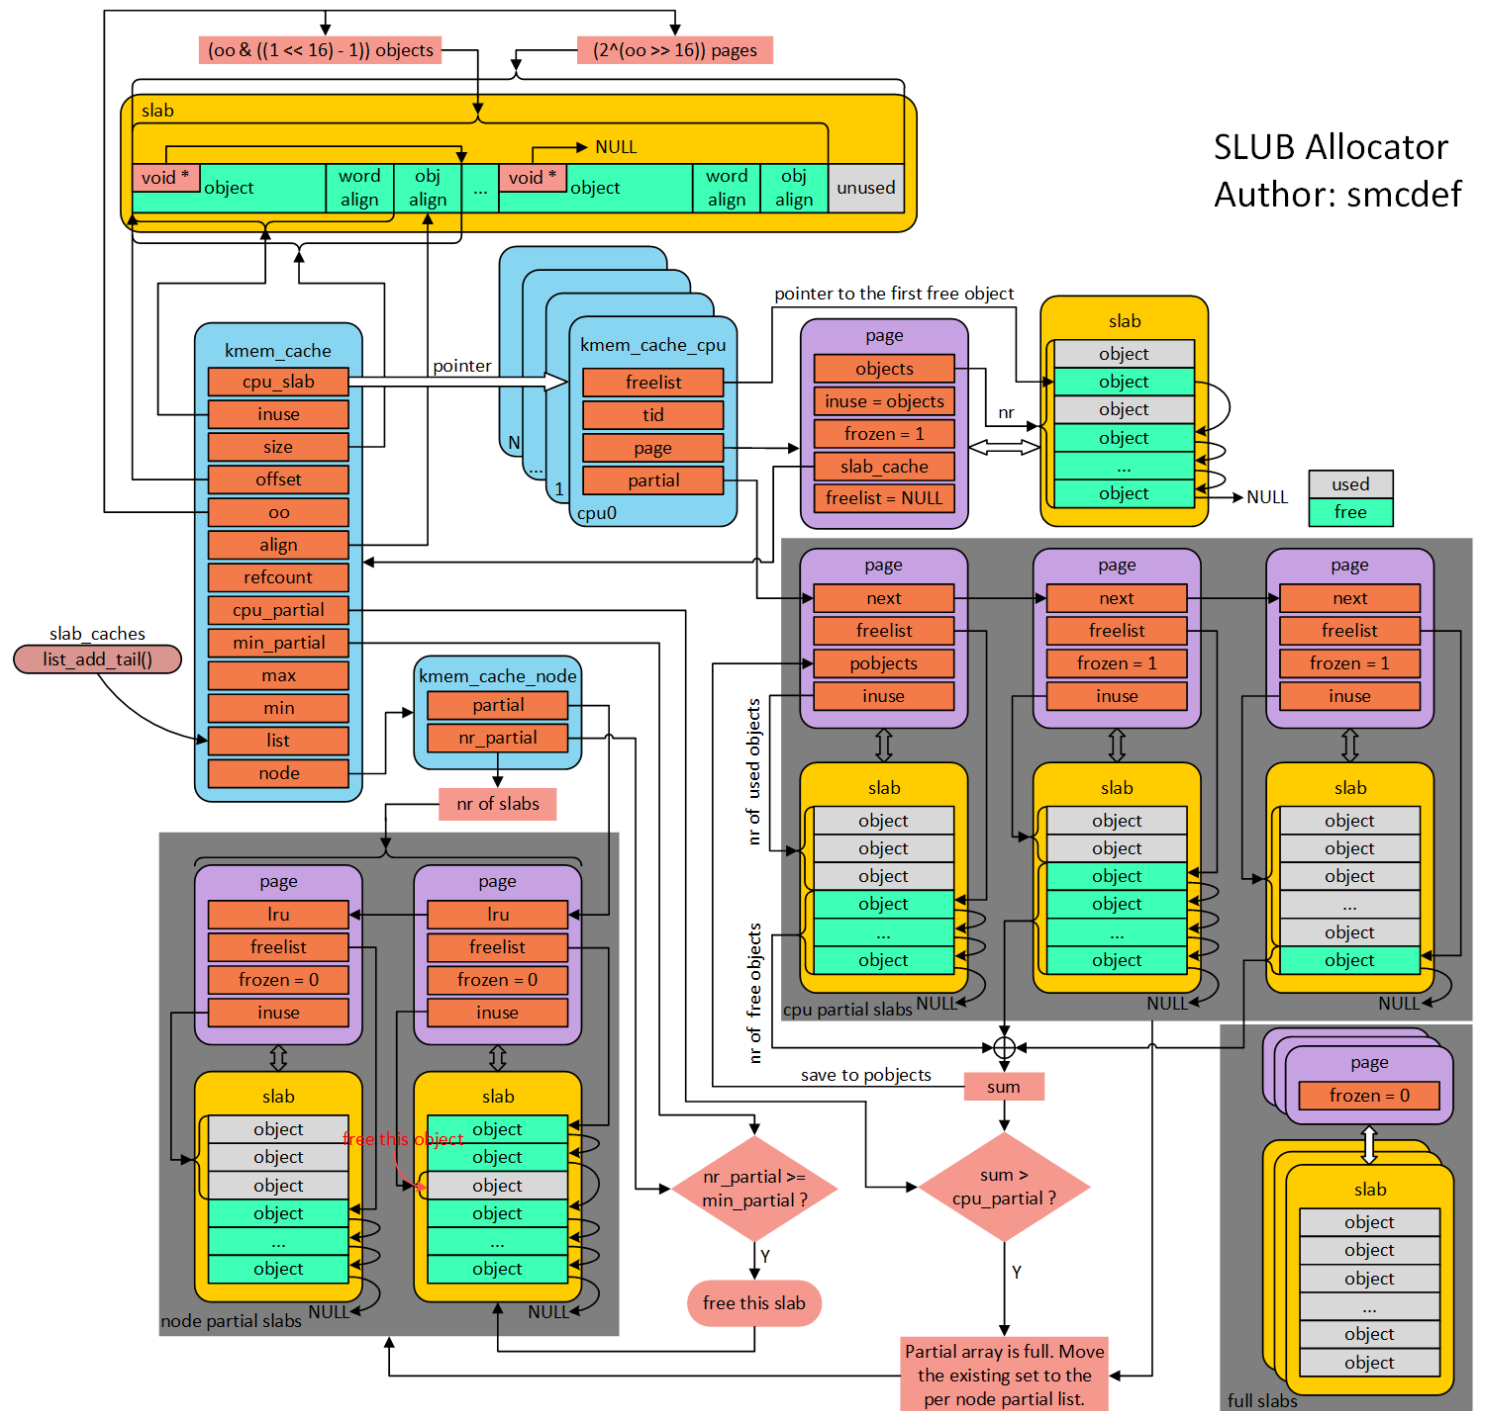 (oo & ((1 << 16) - 1)) objects
(2^(oo >> 16)) pages
slab
NULL
void *
object
word
align
obj
align
...
void *
object
word
align
obj
align
unused
SLUB Allocator
Author: smcdef
kmem_cache
cpu_slab
inuse
size
offset
oo
align
refcount
cpu_partial
min_partial
max
min
list
node
slab_caches
list_add_tail()
pointer
N
...
1
kmem_cache_cpu
freelist
tid
page
partial
cpu0
pointer to the first free object
page
objects
inuse = objects
frozen = 1
slab_cache
freelist = NULL
nr
slab
object
object
object
object
...
object
NULL
used
free
page
next
freelist
pobjects
inuse
page
next
freelist
frozen = 1
inuse
page
next
freelist
frozen = 1
inuse
nr of  used objects
nr of  free objects
slab
object
object
object
object
...
object
NULL
slab
object
object
object
object
...
object
NULL
slab
object
object
object
...
object
object
NULL
cpu partial slabs
kmem_cache_node
partial
nr_partial
nr of slabs
page
lru
freelist
frozen = 0
inuse
page
lru
freelist
frozen = 0
inuse
slab
object
object
object
object
...
object
NULL
free this object
slab
object
object
object
object
...
object
NULL
node partial slabs
save to pobjects
sum
nr_partial >=
min_partial ?
Y
free this slab
sum >
cpu_partial ?
Y
Partial array is full. Move
the existing set to the
per node partial list.
page
frozen = 0
slab
object
object
object
...
object
object
full slabs